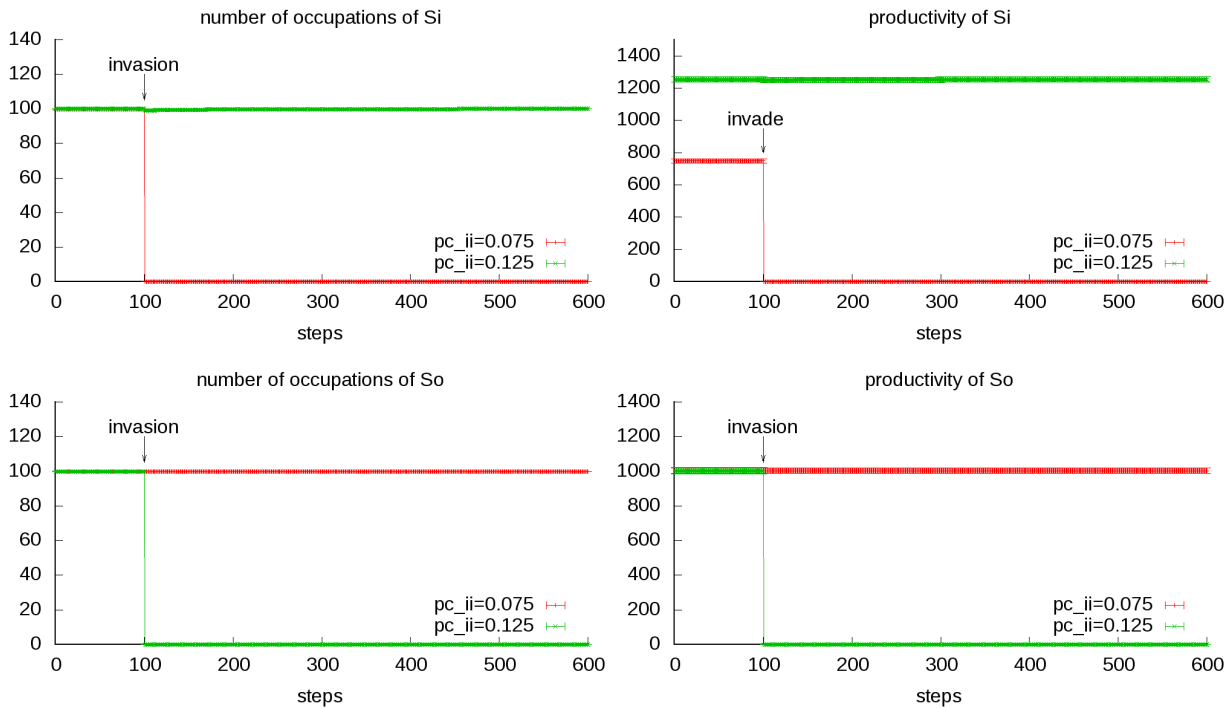 number of occupations of Si
140
120
100
80
60
40
20
0
invasion
pc_ii=0.075
pc_ii=0.125
0 100 200 300 400 500 600
steps
productivity of Si
1400
1200
1000
800
600
400
200
0
invade
pc_ii=0.075
pc_ii=0.125
0 100 200 300 400 500 600
steps
number of occupations of So
140
120
100
80
60
40
20
0
invasion
pc_ii=0.075
pc_ii=0.125
0 100 200 300 400 500 600
steps
productivity of So
1400
1200
1000
800
600
400
200
0
invasion
pc_ii=0.075
pc_ii=0.125
0 100 200 300 400 500 600
steps